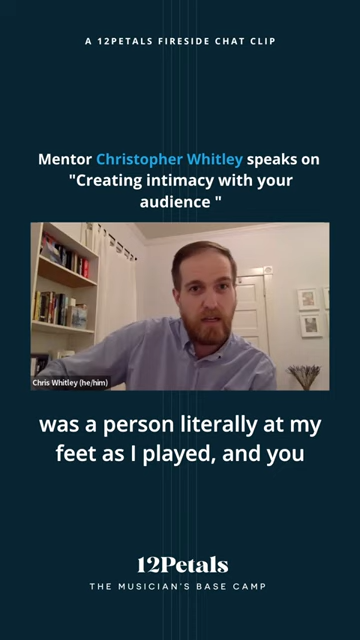 A 12PETALS FIRESIDE CHAT CLIP
Mentor Christopher Whitley speaks on
"Creating intimacy with your
audience "
Chris Whitley (he/him)
was a person literally at my
feet as I played, and you
12Petals
THE MUSICIAN'S BASE CAMP